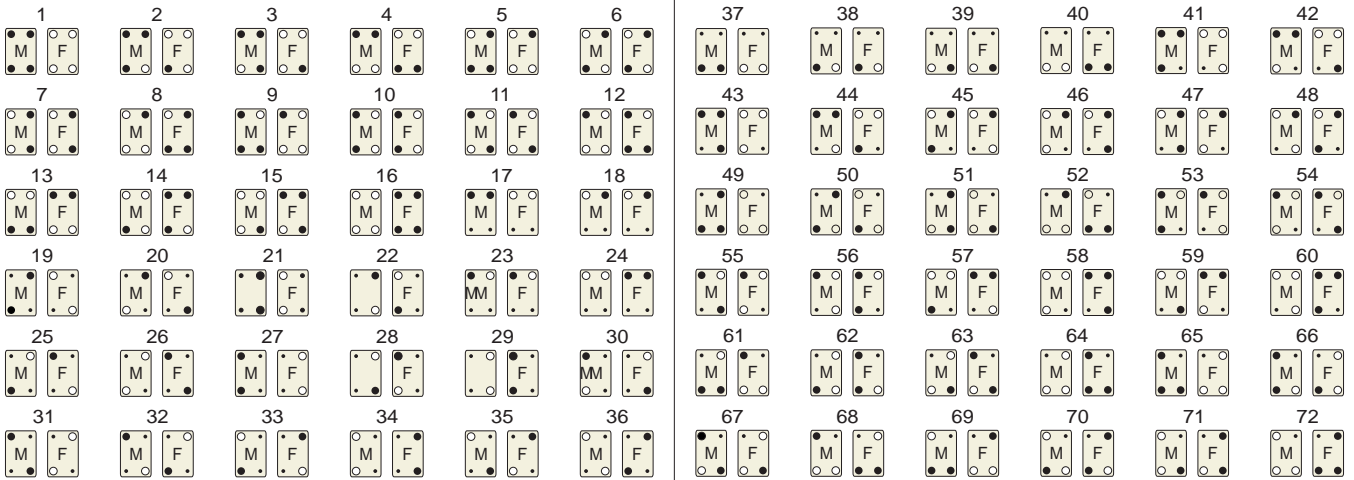 1 2 3 4 5 6 37 38 39 40 41 42
M F M F M F M F M F M F M F M F M F M F M F M F
7 8 9 10 11 12 43 44 45 46 47 48
M F M F M F M F M F M F M F M F M F M F M F M F
13 14 15 16 17 18 49 50 51 52 53 54
M F M F M F M F M F M F M F M F M F M F M F M F
19 20 21 22 23 24 55 56 57 58 59 60
M F M F F F MM F M F M F M F M F M F M F M F
25 26 27 28 29 30 61 62 63 64 65 66
M F M F M F F F MM F M F M F M F M F M F M F
31 32 33 34 35 36 67 68 69 70 71 72
M F M F M F M F M F M F M F M F M F M F M F M F